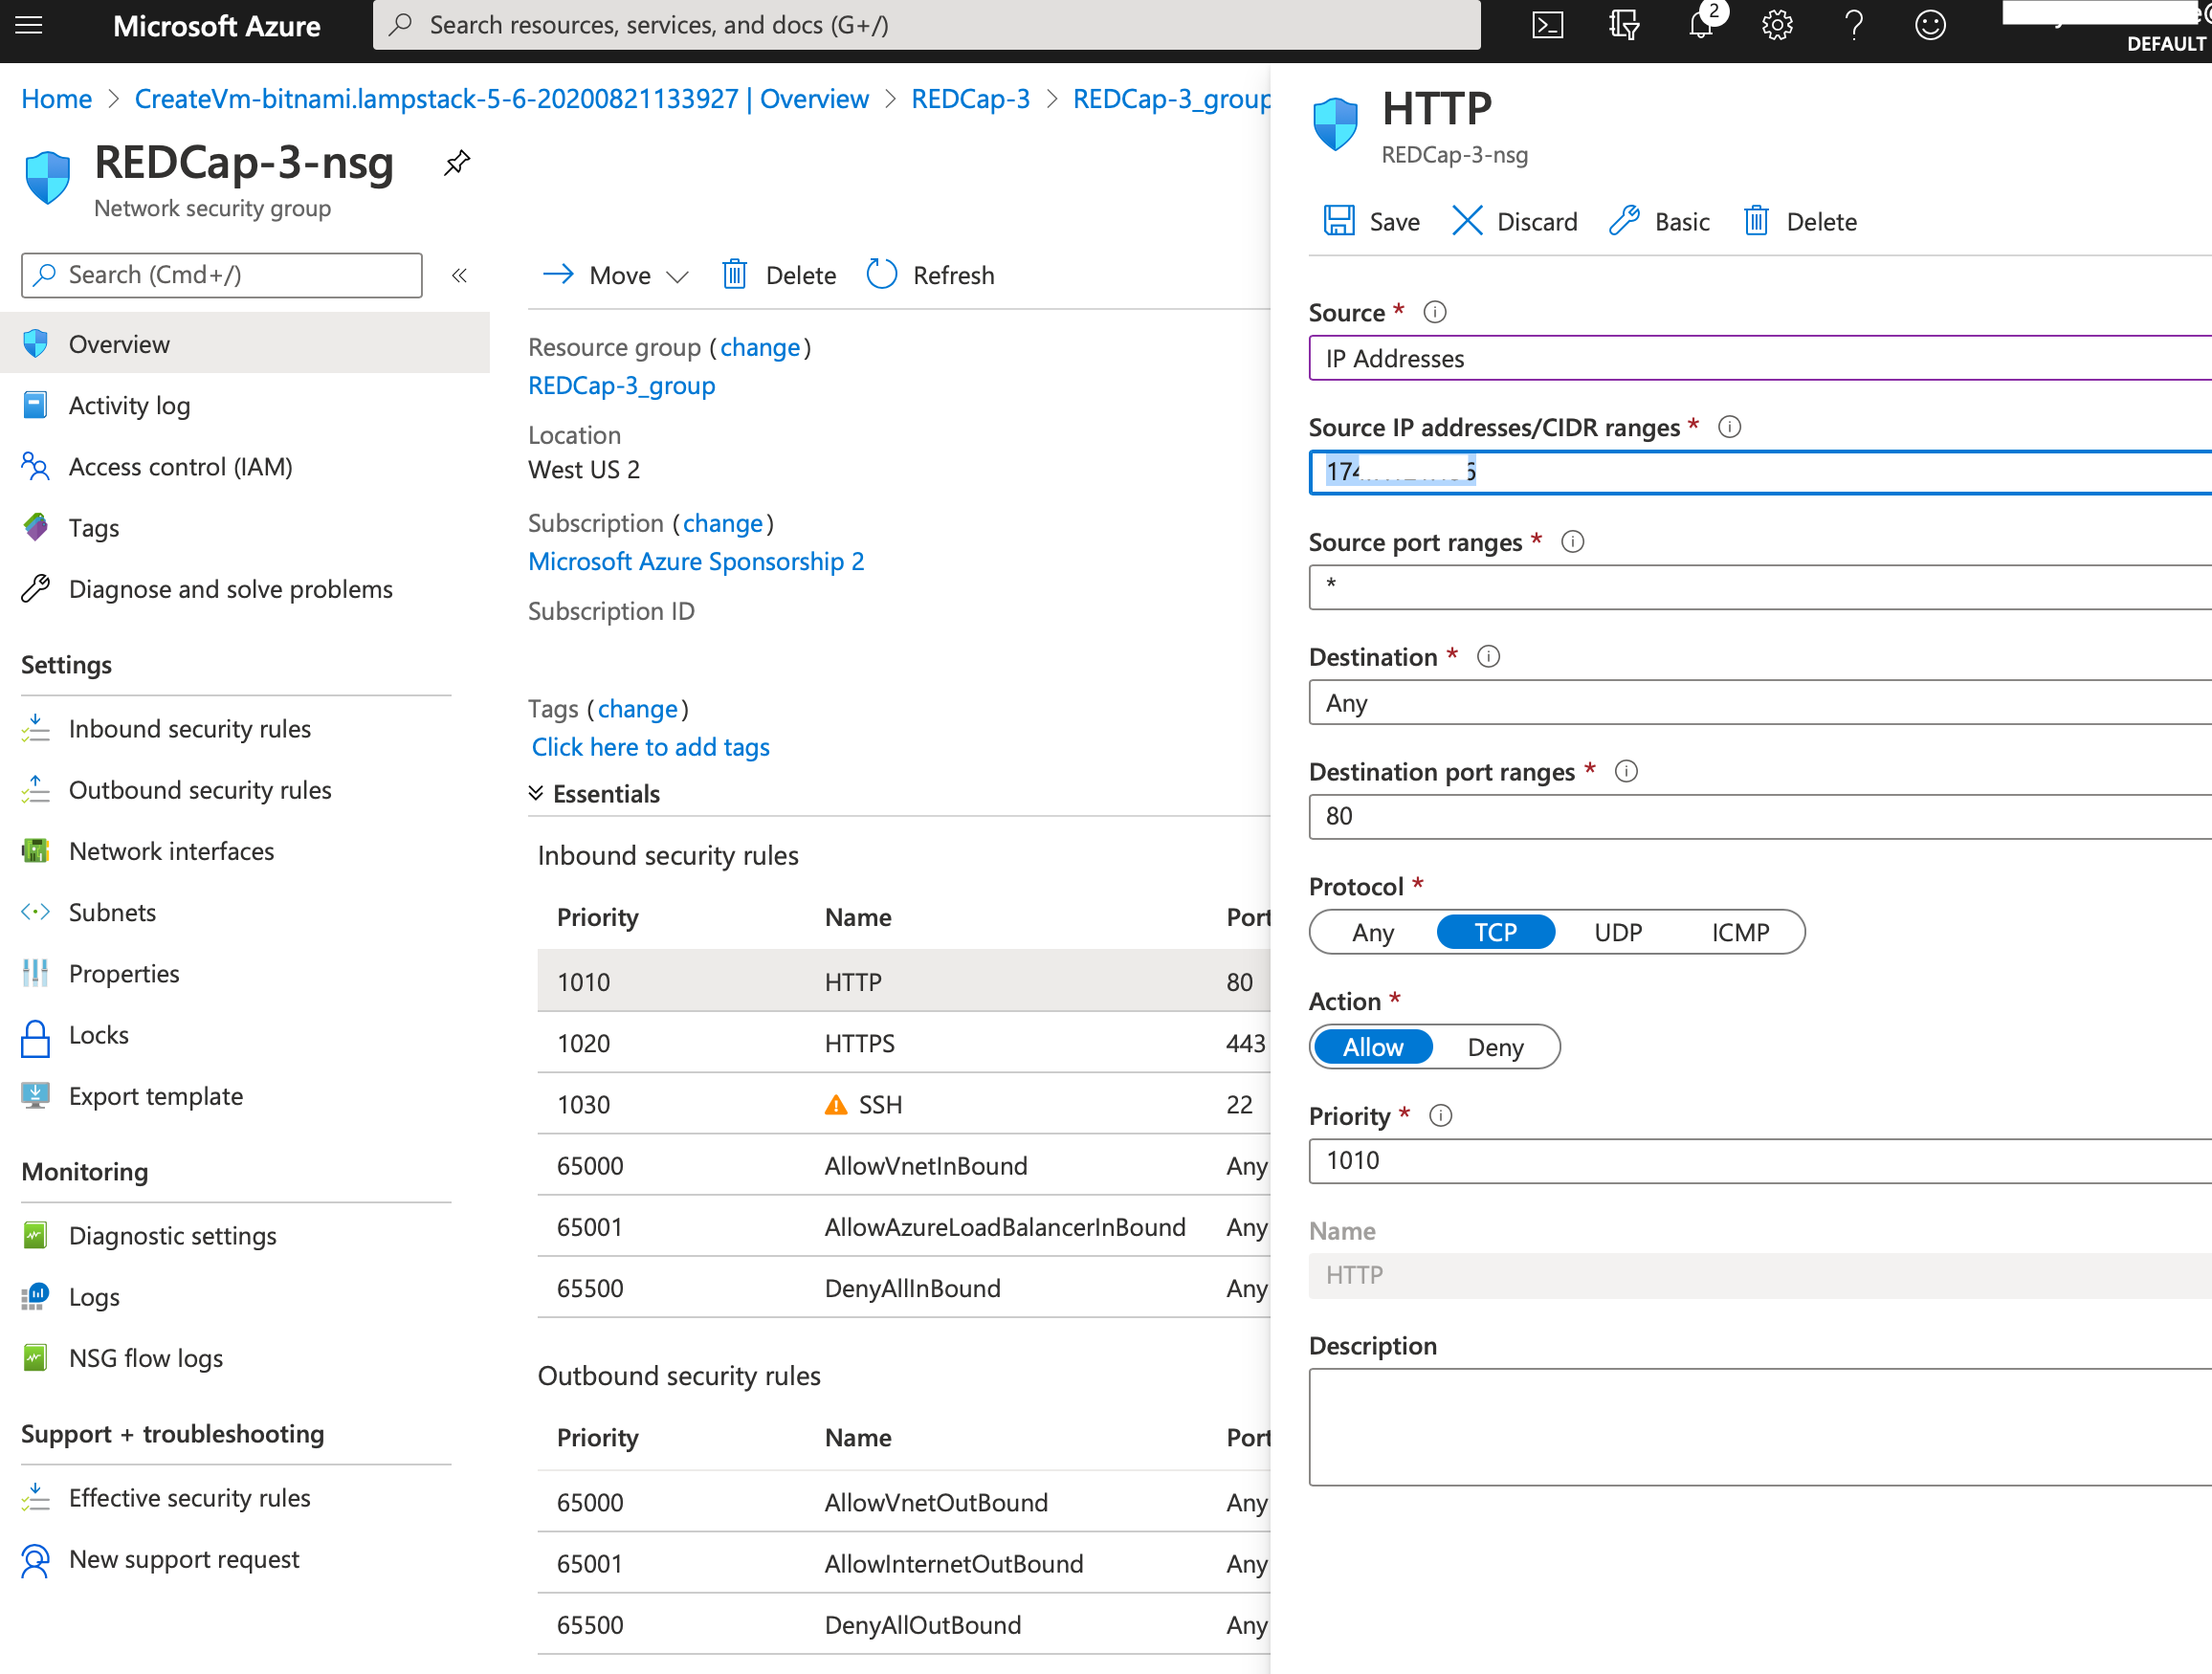 Microsoft Azure
Search resources, services, and docs (G+/)
2
DEFAULT
Home > CreateVm-bitnami.lampstack-5-6-20200821133927 | Overview > REDCap-3 > REDCap-3_group
REDCap-3-nsg
Network security group
Search (Cmd+/)
«
Overview
Activity log
Access control (IAM)
Tags
Diagnose and solve problems
Settings
Inbound security rules
Outbound security rules
Network interfaces
Subnets
Properties
Locks
Export template
Monitoring
Diagnostic settings
Logs
NSG flow logs
Support + troubleshooting
Effective security rules
New support request
Move
Delete
Refresh
Resource group (change)
REDCap-3_group
Location
West US 2
Subscription (change)
Microsoft Azure Sponsorship 2
Subscription ID
Tags (change)
Click here to add tags
Essentials
Inbound security rules
Priority Name Port
1010 HTTP 80
1020 HTTPS 443
1030 SSH 22
65000 AllowVnetInBound Any
65001 AllowAzureLoadBalancerInBound Any
65500 DenyAllInBound Any
Outbound security rules
Priority Name Port
65000 AllowVnetOutBound Any
65001 AllowInternetOutBound Any
65500 DenyAllOutBound Any
HTTP
REDCap-3-nsg
Save Discard Basic Delete
Source *
IP Addresses
Source IP addresses/CIDR ranges *
Source port ranges *
*
Destination *
Any
Destination port ranges *
80
Protocol *
Any TCP UDP ICMP
Action *
Allow Deny
Priority *
1010
Name
HTTP
Description